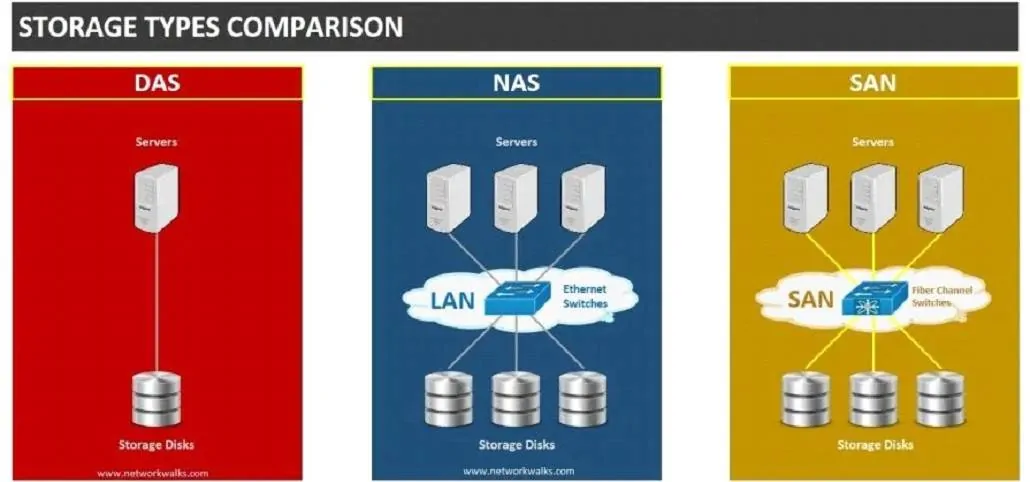 STORAGE TYPES COMPARISON
DAS
Servers
Storage Disks
www.networkwalks.com
NAS
Servers
LAN
Ethernet
Switches
Storage Disks
www.networkwalks.com
SAN
Servers
SAN
Fiber Channel
Switches
Storage Disks